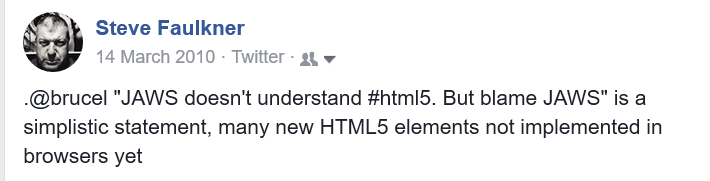 Steve Faulkner
14 March 2010 · Twitter ·
.@brucel "JAWS doesn't understand #html5. But blame JAWS" is a
simplistic statement, many new HTML5 elements not implemented in
browsers yet